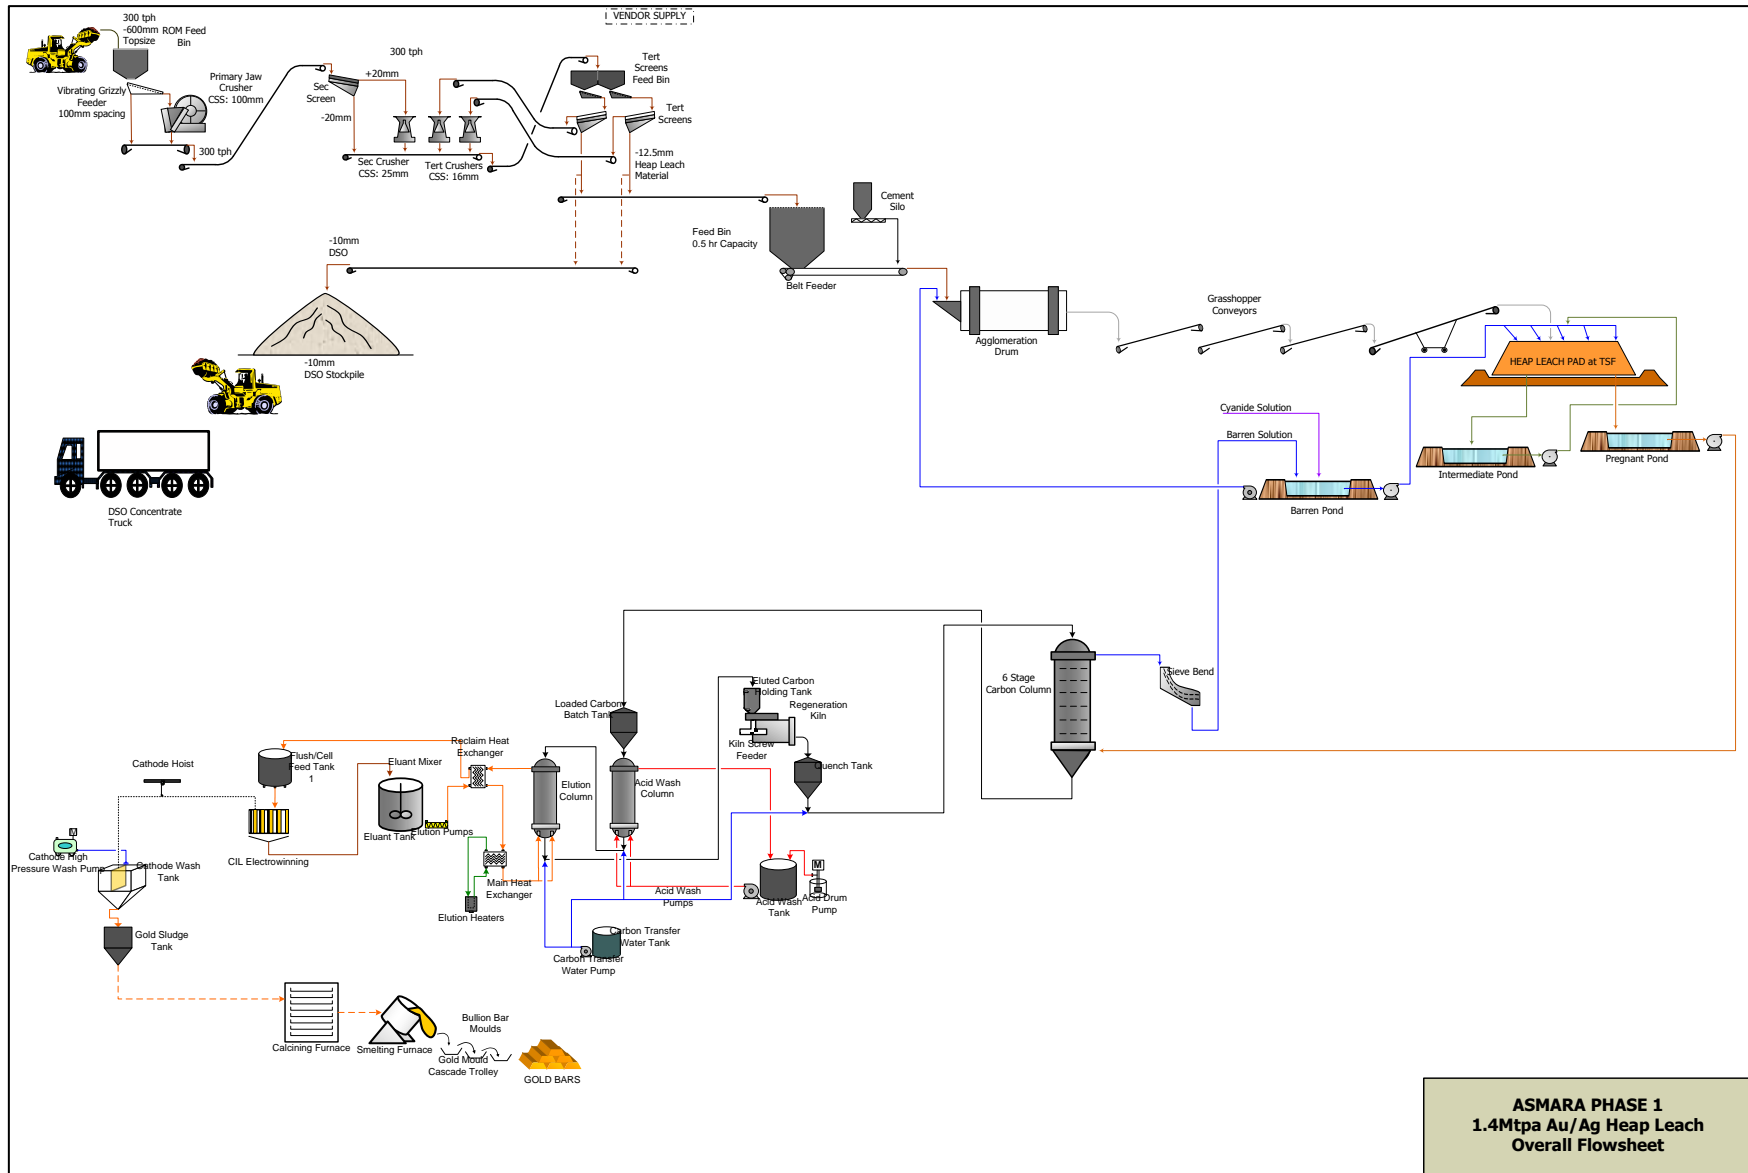 VENDOR SUPPLY
300 tph
-600mm
Topsize
ROM Feed
Bin
Vibrating Grizzly
Feeder
100mm spacing
Primary Jaw
Crusher
CSS: 100mm
300 tph
300 tph
+20mm
Sec
Screen
-20mm
Sec Crusher
CSS: 25mm
Tert Crushers
CSS: 16mm
Tert
Screens
Feed Bin
Tert
Screens
-12.5mm
Heap Leach
Material
Cement
Silo
Feed Bin
0.5 hr Capacity
Belt Feeder
-10mm
DSO
-10mm
DSO Stockpile
DSO Concentrate
Truck
Agglomeration
Drum
Grasshopper
Conveyors
HEAP LEACH PAD at TSF
Cyanide Solution
Barren Solution
Barren Pond
Intermediate Pond
Pregnant Pond
6 Stage
Carbon Column
Sieve Bend
Eluted Carbon
Holding Tank
Regeneration
Kiln
Kiln Screw
Feeder
Quench Tank
Loaded Carbon
Batch Tank
Reclaim Heat
Exchanger
Flush/Cell
Feed Tank
1
Eluant Mixer
Cathode Hoist
Elution
Column
Acid Wash
Column
Eluant Tank
Elution Pumps
CIL Electrowinning
M
Cathode High
Pressure Wash Pump
Cathode Wash
Tank
Main Heat
Exchanger
Elution Heaters
Acid Wash
Pumps
Acid Wash
Tank
M
Acid Drum
Pump
Gold Sludge
Tank
Carbon Transfer
Water Tank
Carbon Transfer
Water Pump
Calcining Furnace
Smelting Furnace
Bullion Bar
Moulds
Gold Mould
Cascade Trolley
GOLD BARS
ASMARA PHASE 1
1.4Mtpa Au/Ag Heap Leach
Overall Flowsheet